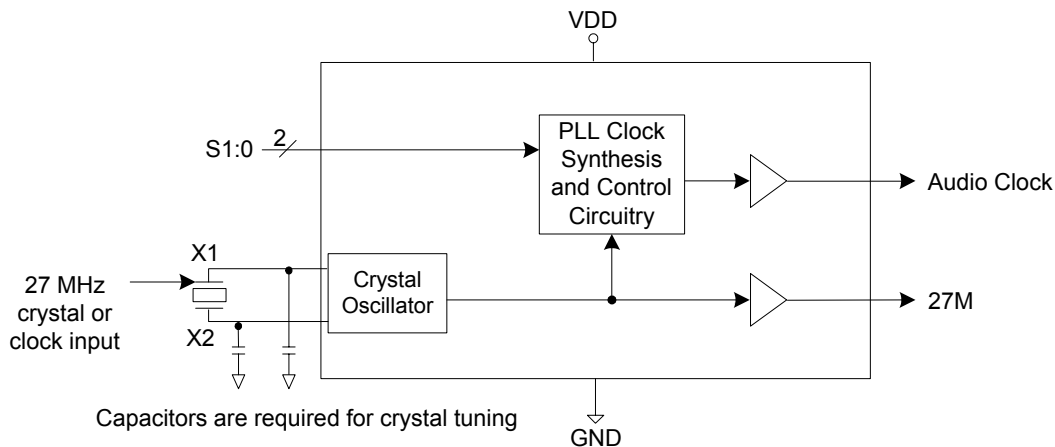 VDD
S1:0
2
PLL Clock
Synthesis
and Control
Circuitry
Audio Clock
X1
27 MHz
crystal or
clock input
X2
Crystal
Oscillator
27M
Capacitors are required for crystal tuning
GND